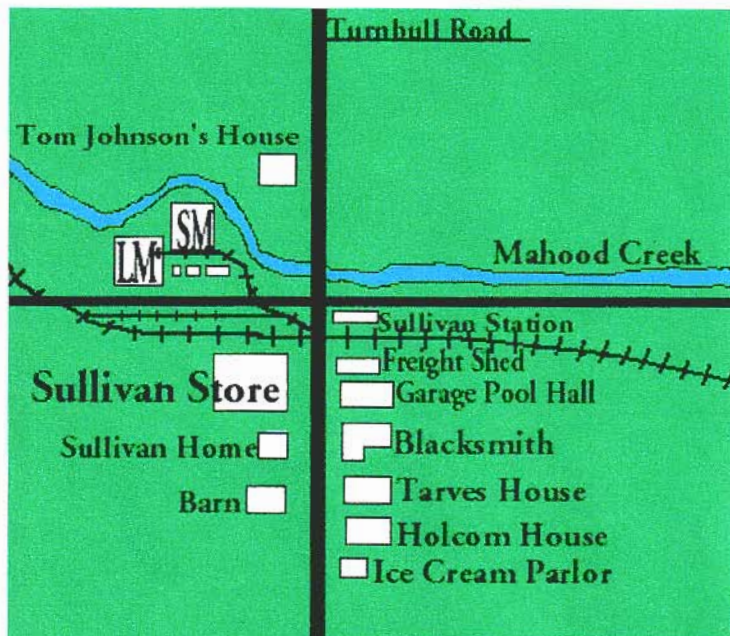 Turnbull Road
Tom Johnson's House
SM
LM
Mahood Creek
Sullivan Station
Freight Shed
Sullivan Store
Garage Pool Hall
Sullivan Home
Blacksmith
Barn
Tarves House
Holcom House
Ice Cream Parlor